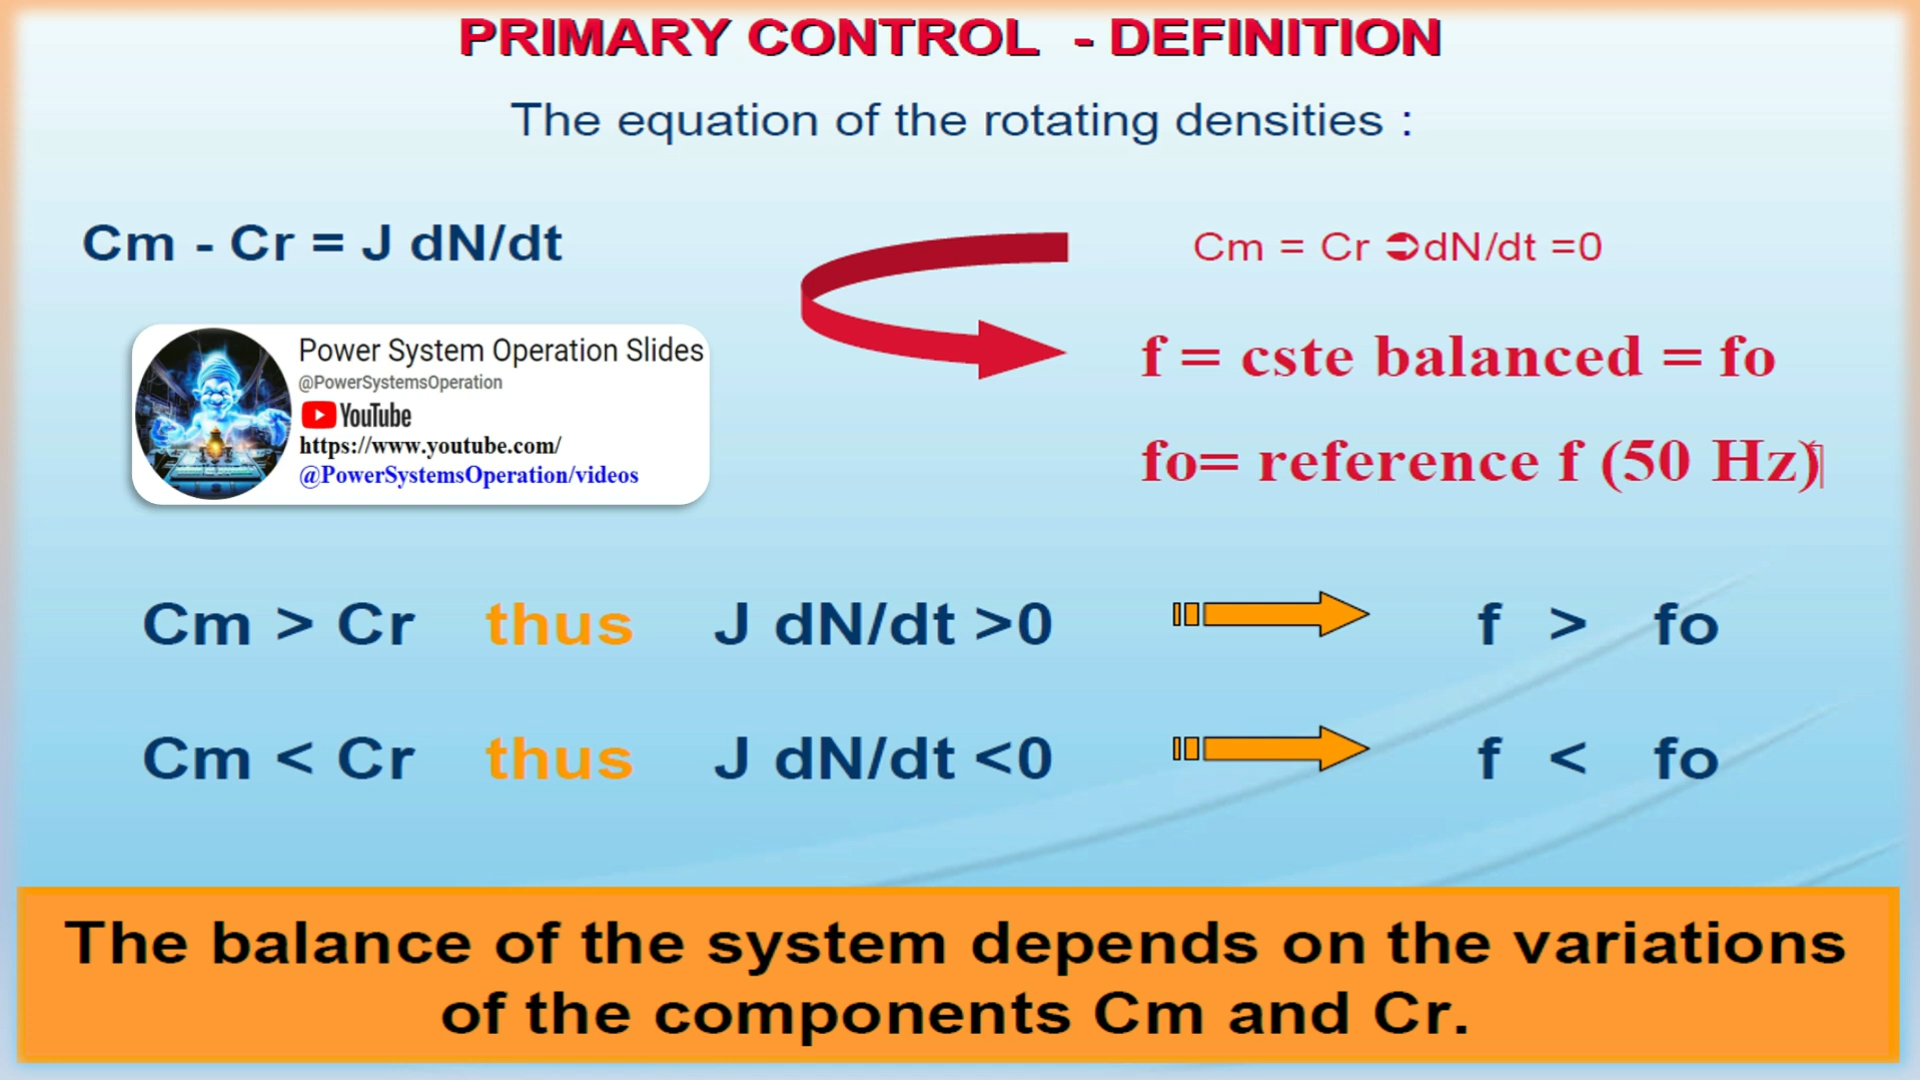 PRIMARY CONTROL - DEFINITION
The equation of the rotating densities :
Cm - Cr = J dN/dt
Cm = Cr ➲dN/dt =0
f = cste balanced = fo
fo= reference f (50 Hz)
Power System Operation Slides
@PowerSystemsOperation
YouTube
https://www.youtube.com/
@PowerSystemsOperation/videos
Cm > Cr thus J dN/dt >0 f > fo
Cm < Cr thus J dN/dt <0 f < fo
The balance of the system depends on the variations
of the components Cm and Cr.